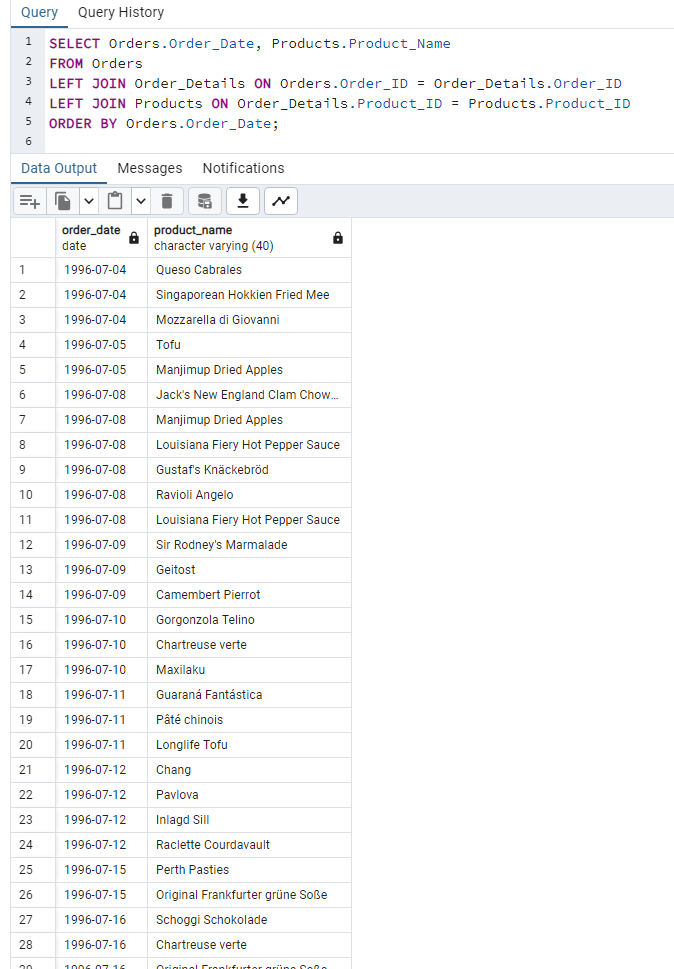 Query Query History
1 SELECT Orders.Order_Date, Products.Product_Name
2 FROM Orders
3 LEFT JOIN Order_Details ON Orders.Order_ID = Order_Details.Order_ID
4 LEFT JOIN Products ON Order_Details.Product_ID = Products.Product_ID
5 ORDER BY Orders.Order_Date;
6
Data Output Messages Notifications
order_date product_name
date character varying (40)
1 1996-07-04 Queso Cabrales
2 1996-07-04 Singaporean Hokkien Fried Mee
3 1996-07-04 Mozzarella di Giovanni
4 1996-07-05 Tofu
5 1996-07-05 Manjimup Dried Apples
6 1996-07-08 Jack's New England Clam Chow...
7 1996-07-08 Manjimup Dried Apples
8 1996-07-08 Louisiana Fiery Hot Pepper Sauce
9 1996-07-08 Gustaf's Knäckebröd
10 1996-07-08 Ravioli Angelo
11 1996-07-08 Louisiana Fiery Hot Pepper Sauce
12 1996-07-09 Sir Rodney's Marmalade
13 1996-07-09 Geitost
14 1996-07-09 Camembert Pierrot
15 1996-07-10 Gorgonzola Telino
16 1996-07-10 Chartreuse verte
17 1996-07-10 Maxilaku
18 1996-07-11 Guaraná Fantástica
19 1996-07-11 Pâté chinois
20 1996-07-11 Longlife Tofu
21 1996-07-12 Chang
22 1996-07-12 Pavlova
23 1996-07-12 Inlagd Sill
24 1996-07-12 Raclette Courdavault
25 1996-07-15 Perth Pasties
26 1996-07-15 Original Frankfurter grüne Soße
27 1996-07-16 Schoggi Schokolade
28 1996-07-16 Chartreuse verte
29 1996-07-16 Original Frankfurter grüne Soße